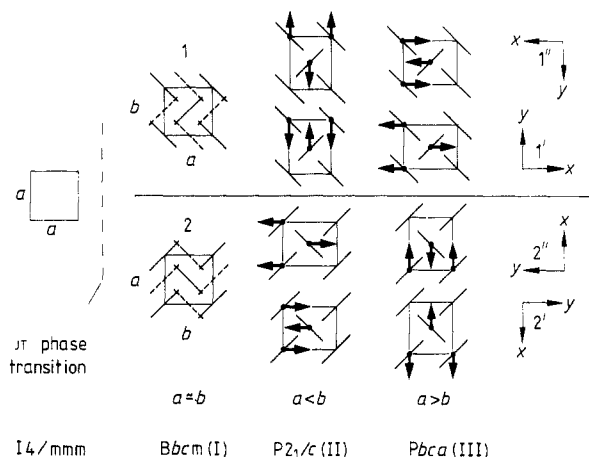 1
b
a
x
1"
y
y
1'
x
a
a
2
a
b
x
2"
y
y
2'
x
JT phase
transition
a ≃ b a < b a > b
I4/mmm Bbcm (I) P2₁/c (II) Pbca (III)